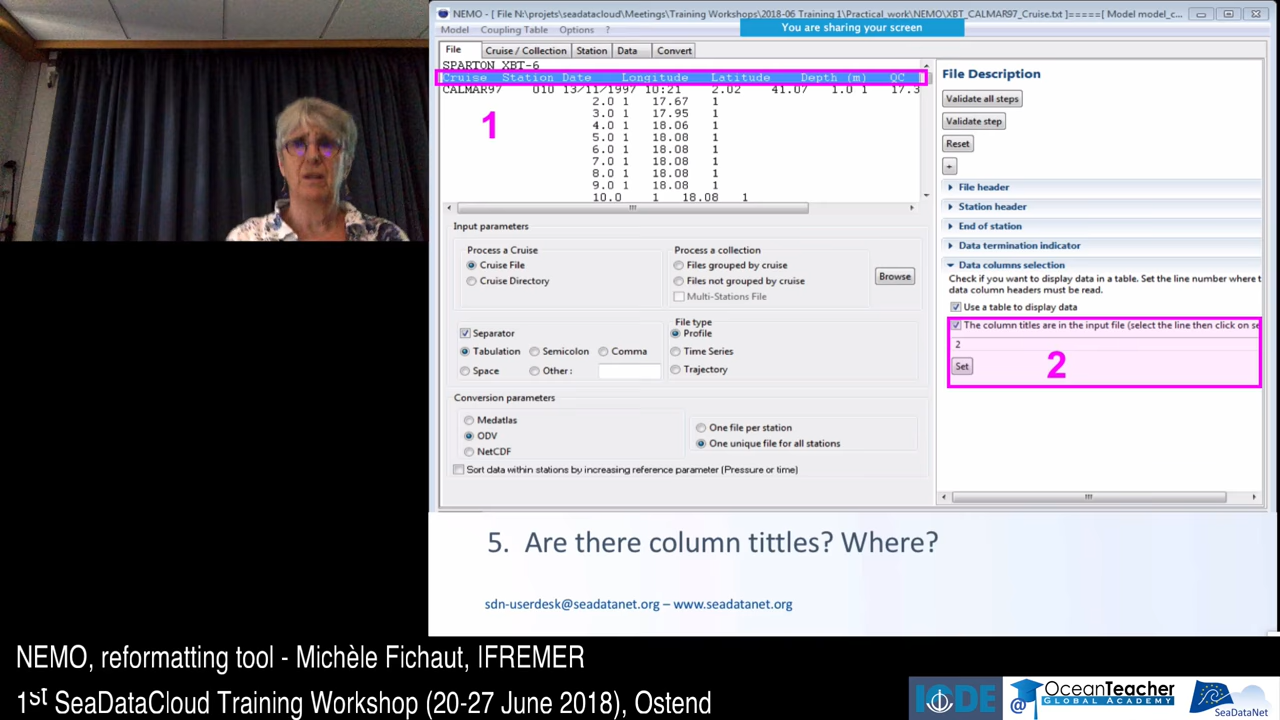 NEMO - [ File N:\projets\seadatacloud\Meetings\Training Workshops\2018-06 Training 1\Practical_work\NEMO\XBT_CALMAR97_Cruise.txt ]=====[ Model model_c...
You are sharing your screen
Model Coupling Table Options ?
File Cruise / Collection Station Data Convert
SPARTON XBT-6
Cruise Station Date Longitude Latitude Depth (m) QC
CALMAR97 010 13/11/1997 10:21 2.02 41.07 1.0 1 17.3
2.0 1 17.67 1
3.0 1 17.95 1
4.0 1 18.06 1
5.0 1 18.08 1
6.0 1 18.08 1
7.0 1 18.08 1
8.0 1 18.08 1
9.0 1 18.08 1
10.0 1 18.08 1
1
Input parameters
Process a Cruise
Cruise File
Cruise Directory
Process a collection
Files grouped by cruise
Files not grouped by cruise
Multi-Stations File
Browse
Separator
Tabulation Semicolon Comma
Space Other :
File type
Profile
Time Series
Trajectory
Conversion parameters
Medatlas
ODV
NetCDF
One file per station
One unique file for all stations
Sort data within stations by increasing reference parameter (Pressure or time)
File Description
Validate all steps
Validate step
Reset
+
File header
Station header
End of station
Data termination indicator
Data columns selection
Check if you want to display data in a table. Set the line number where t
data column headers must be read.
Use a table to display data
The column titles are in the input file (select the line then click on se
2
Set
2
5. Are there column tittles? Where?
sdn-userdesk@seadatanet.org – www.seadatanet.org
NEMO, reformatting tool - Michèle Fichaut, IFREMER
1st SeaDataCloud Training Workshop (20-27 June 2018), Ostend
IODE
OceanTeacher
GLOBAL ACADEMY
SeaDataNet